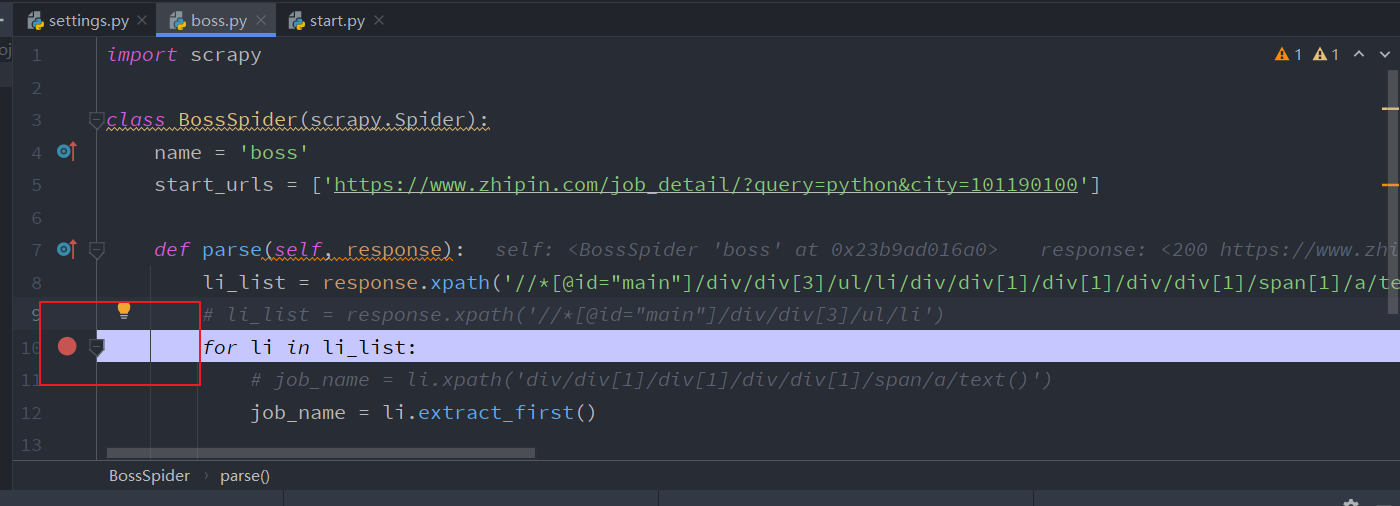 settings.py boss.py start.py
1 import scrapy 1 1
2
3 class BossSpider(scrapy.Spider):
4 name = 'boss'
5 start_urls = ['https://www.zhipin.com/job_detail/?query=python&city=101190100']
6
7 def parse(self, response): self: <BossSpider 'boss' at 0x23b9ad016a0> response: <200 https://www.zhi
8 li_list = response.xpath('//*[@id="main"]/div/div[3]/ul/li/div/div[1]/div[1]/div/div[1]/span[1]/a/te
9 # li_list = response.xpath('//*[@id="main"]/div/div[3]/ul/li')
10 for li in li_list:
11 # job_name = li.xpath('div/div[1]/div[1]/div/div[1]/span/a/text()')
12 job_name = li.extract_first()
13
BossSpider › parse()